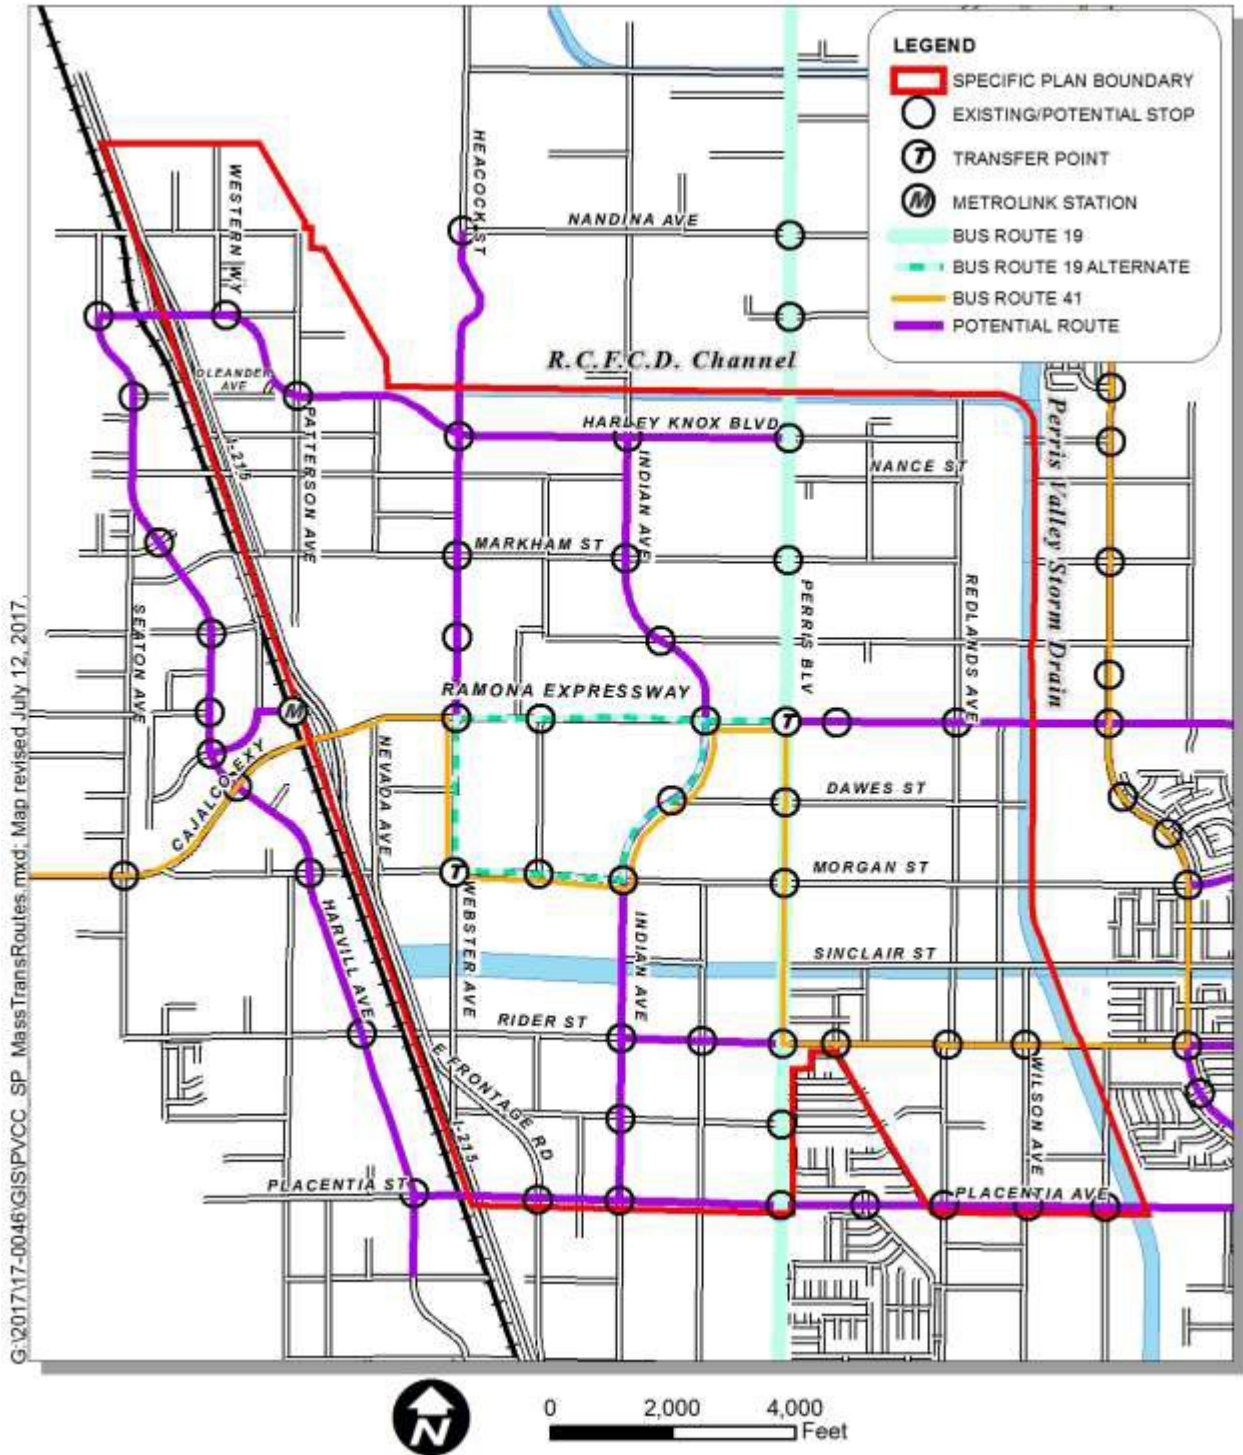 LEGEND
SPECIFIC PLAN BOUNDARY
EXISTING/POTENTIAL STOP
T TRANSFER POINT
M METROLINK STATION
BUS ROUTE 19
BUS ROUTE 19 ALTERNATE
BUS ROUTE 41
POTENTIAL ROUTE
HEACOCK ST
WESTERN WY
NANDINA AVE
R.C.F.C.D. Channel
OLEANDER
AVE
HARLEY KNOX BLVD
PATTERSON AVE
I-215
INDIAN AVE
NANCE ST
Perris Valley Storm Drain
MARKHAM ST
SEATON AVE
PERRIS BLV
REDLANDS AVE
RAMONA EXPRESSWAY
M
T
NEVADA AVE
CAJALCO EXY
DAWES ST
MORGAN ST
T
WEBSTER AVE
HARVILL AVE
INDIAN AVE
SINCLAIR ST
RIDER ST
E FRONTAGE RD
WILSON AVE
I-215
PLACENTIA ST
PLACENTIA AVE
G:\2017\17-0046\GIS\PVCC_SP_MassTransRoutes.mxd; Map revised July 12, 2017.
N
0 2,000 4,000
Feet